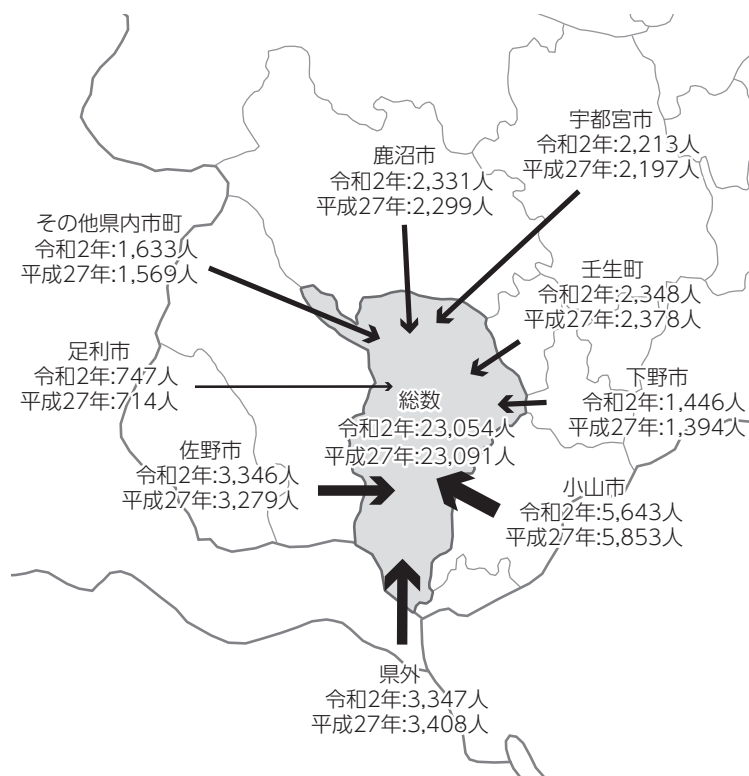 宇都宮市
令和2年:2,213人
平成27年:2,197人
鹿沼市
令和2年:2,331人
平成27年:2,299人
その他県内市町
令和2年:1,633人
平成27年:1,569人
壬生町
令和2年:2,348人
平成27年:2,378人
足利市
令和2年:747人
平成27年:714人
下野市
令和2年:1,446人
平成27年:1,394人
総数
令和2年:23,054人
平成27年:23,091人
佐野市
令和2年:3,346人
平成27年:3,279人
小山市
令和2年:5,643人
平成27年:5,853人
県外
令和2年:3,347人
平成27年:3,408人